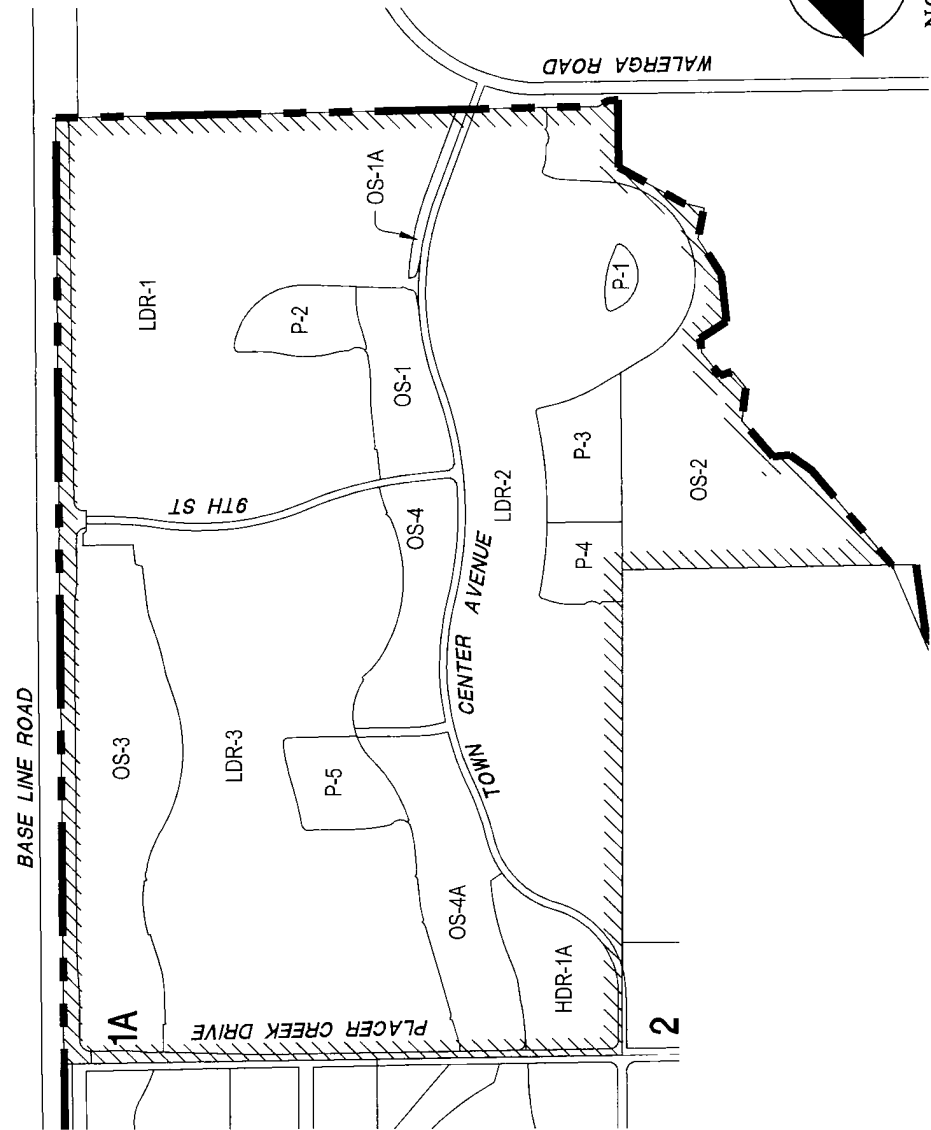 BASE LINE ROAD
WALERGA ROAD
LDR-1
OS-1A
P-2
OS-1
P-1
9TH ST
OS-4
LDR-2
P-3
OS-2
P-4
TOWN CENTER AVENUE
OS-3
LDR-3
P-5
OS-4A
HDR-1A
1A
PLACER CREEK DRIVE
2